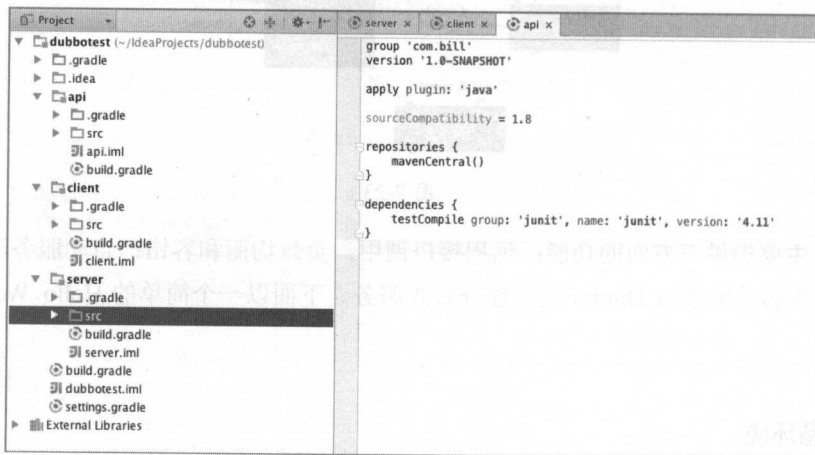 Project
dubbotest (~/IdeaProjects/dubbotest)
.gradle
.idea
api
.gradle
src
api.iml
build.gradle
client
.gradle
src
build.gradle
client.iml
server
.gradle
src
build.gradle
server.iml
build.gradle
dubbotest.iml
settings.gradle
External Libraries
server × client × api ×
group 'com.bill'
version '1.0-SNAPSHOT'
apply plugin: 'java'
sourceCompatibility = 1.8
repositories {
mavenCentral()
}
dependencies {
testCompile group: 'junit', name: 'junit', version: '4.11'
}